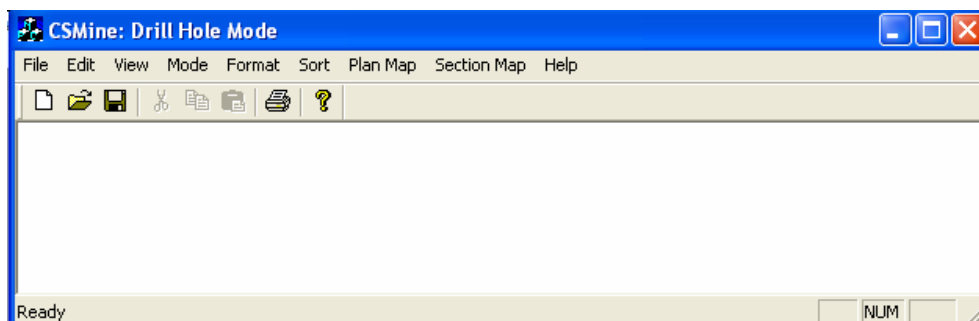 CSMine: Drill Hole Mode
File Edit View Mode Format Sort Plan Map Section Map Help
Ready NUM